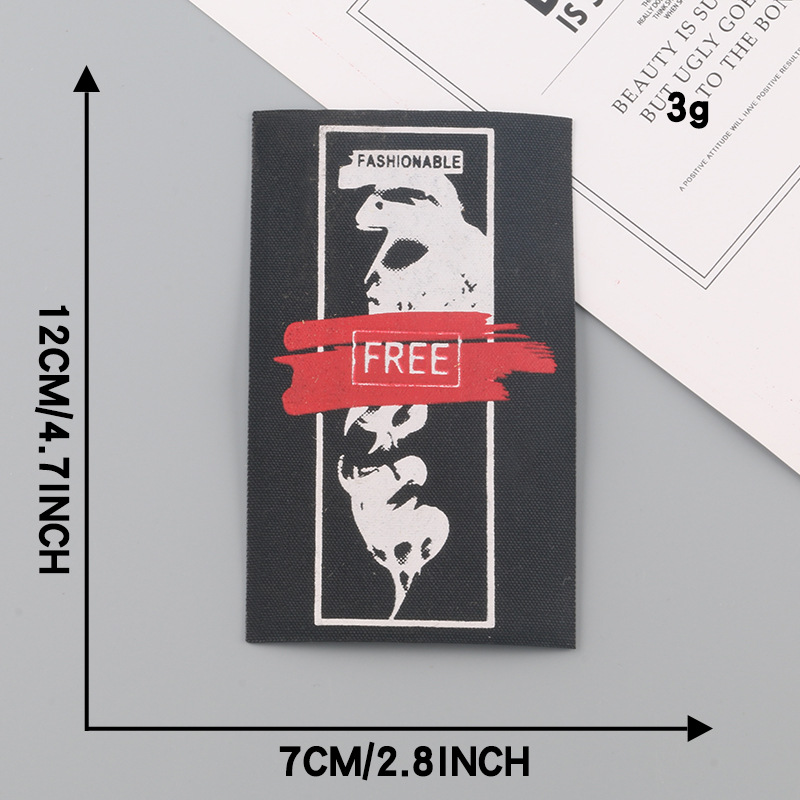 IS
BEAUTY IS SU
BUT UGLY GOE
TO THE BON
A POSITIVE ATTITUDE WILL HAVE POSITIVE RESULTS
3g
FASHIONABLE
FREE
12CM/4.7INCH
7CM/2.8INCH